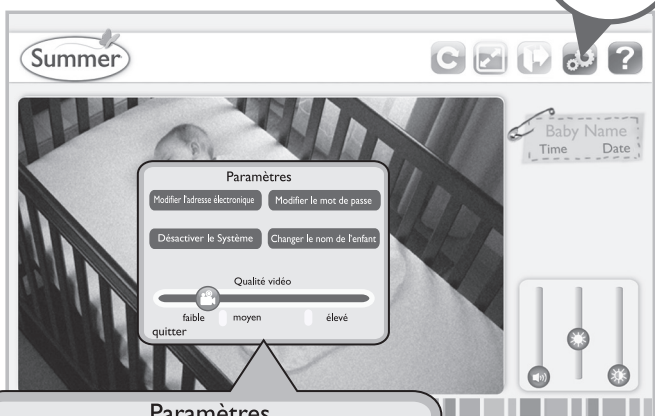 Summer
C
?
Baby Name
Time Date
Paramètres
Modifier l'adresse électronique Modifier le mot de passe
Désactiver le Système Changer le nom de l'enfant
Qualité vidéo
faible moyen élevé
quitter
Paramètres